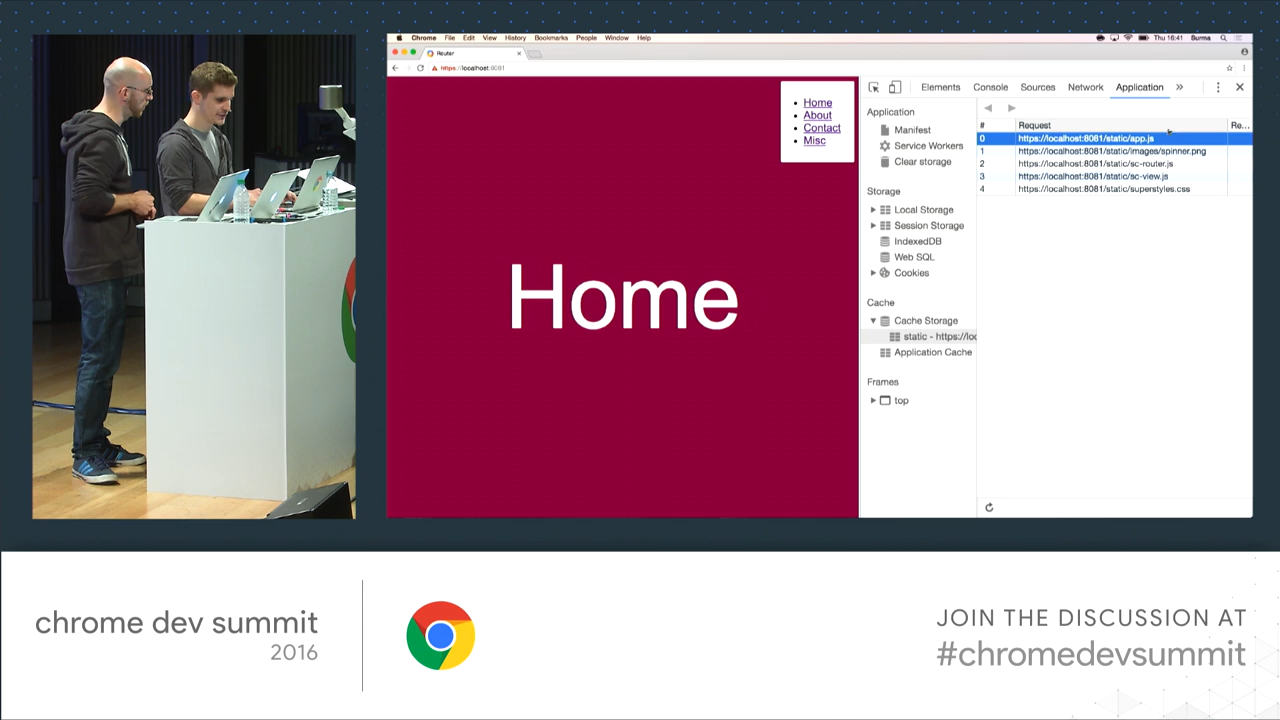 Chrome File Edit View History Bookmarks People Window Help
Thu 16:41 Surma
Router
https://localhost:8081
Home
About
Contact
Misc
Home
Elements Console Sources Network Application »
Application
Manifest
Service Workers
Clear storage
Storage
Local Storage
Session Storage
IndexedDB
Web SQL
Cookies
Cache
Cache Storage
static - https://loc
Application Cache
Frames
top
# Request Re...
0 https://localhost:8081/static/app.js
1 https://localhost:8081/static/images/spinner.png
2 https://localhost:8081/static/sc-router.js
3 https://localhost:8081/static/sc-view.js
4 https://localhost:8081/static/superstyles.css
chrome dev summit
2016
JOIN THE DISCUSSION AT
#chromedevsummit